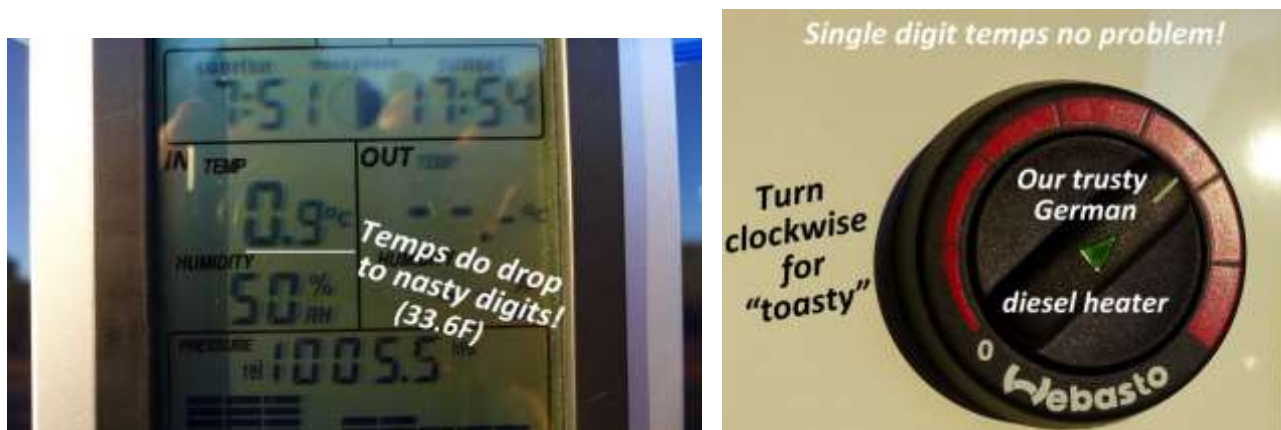 sunrise moonphase sunset
7:51 17:54
IN TEMP OUT TEMP
0.9°C - - . - °C
Temps do drop
to nasty digits!
(33.6F)
HUMIDITY
50 % RH
PRESSURE
rel 1005.5 hPa
Single digit temps no problem!
Turn
clockwise
for
“toasty”
Our trusty
German
diesel heater
0
Webasto